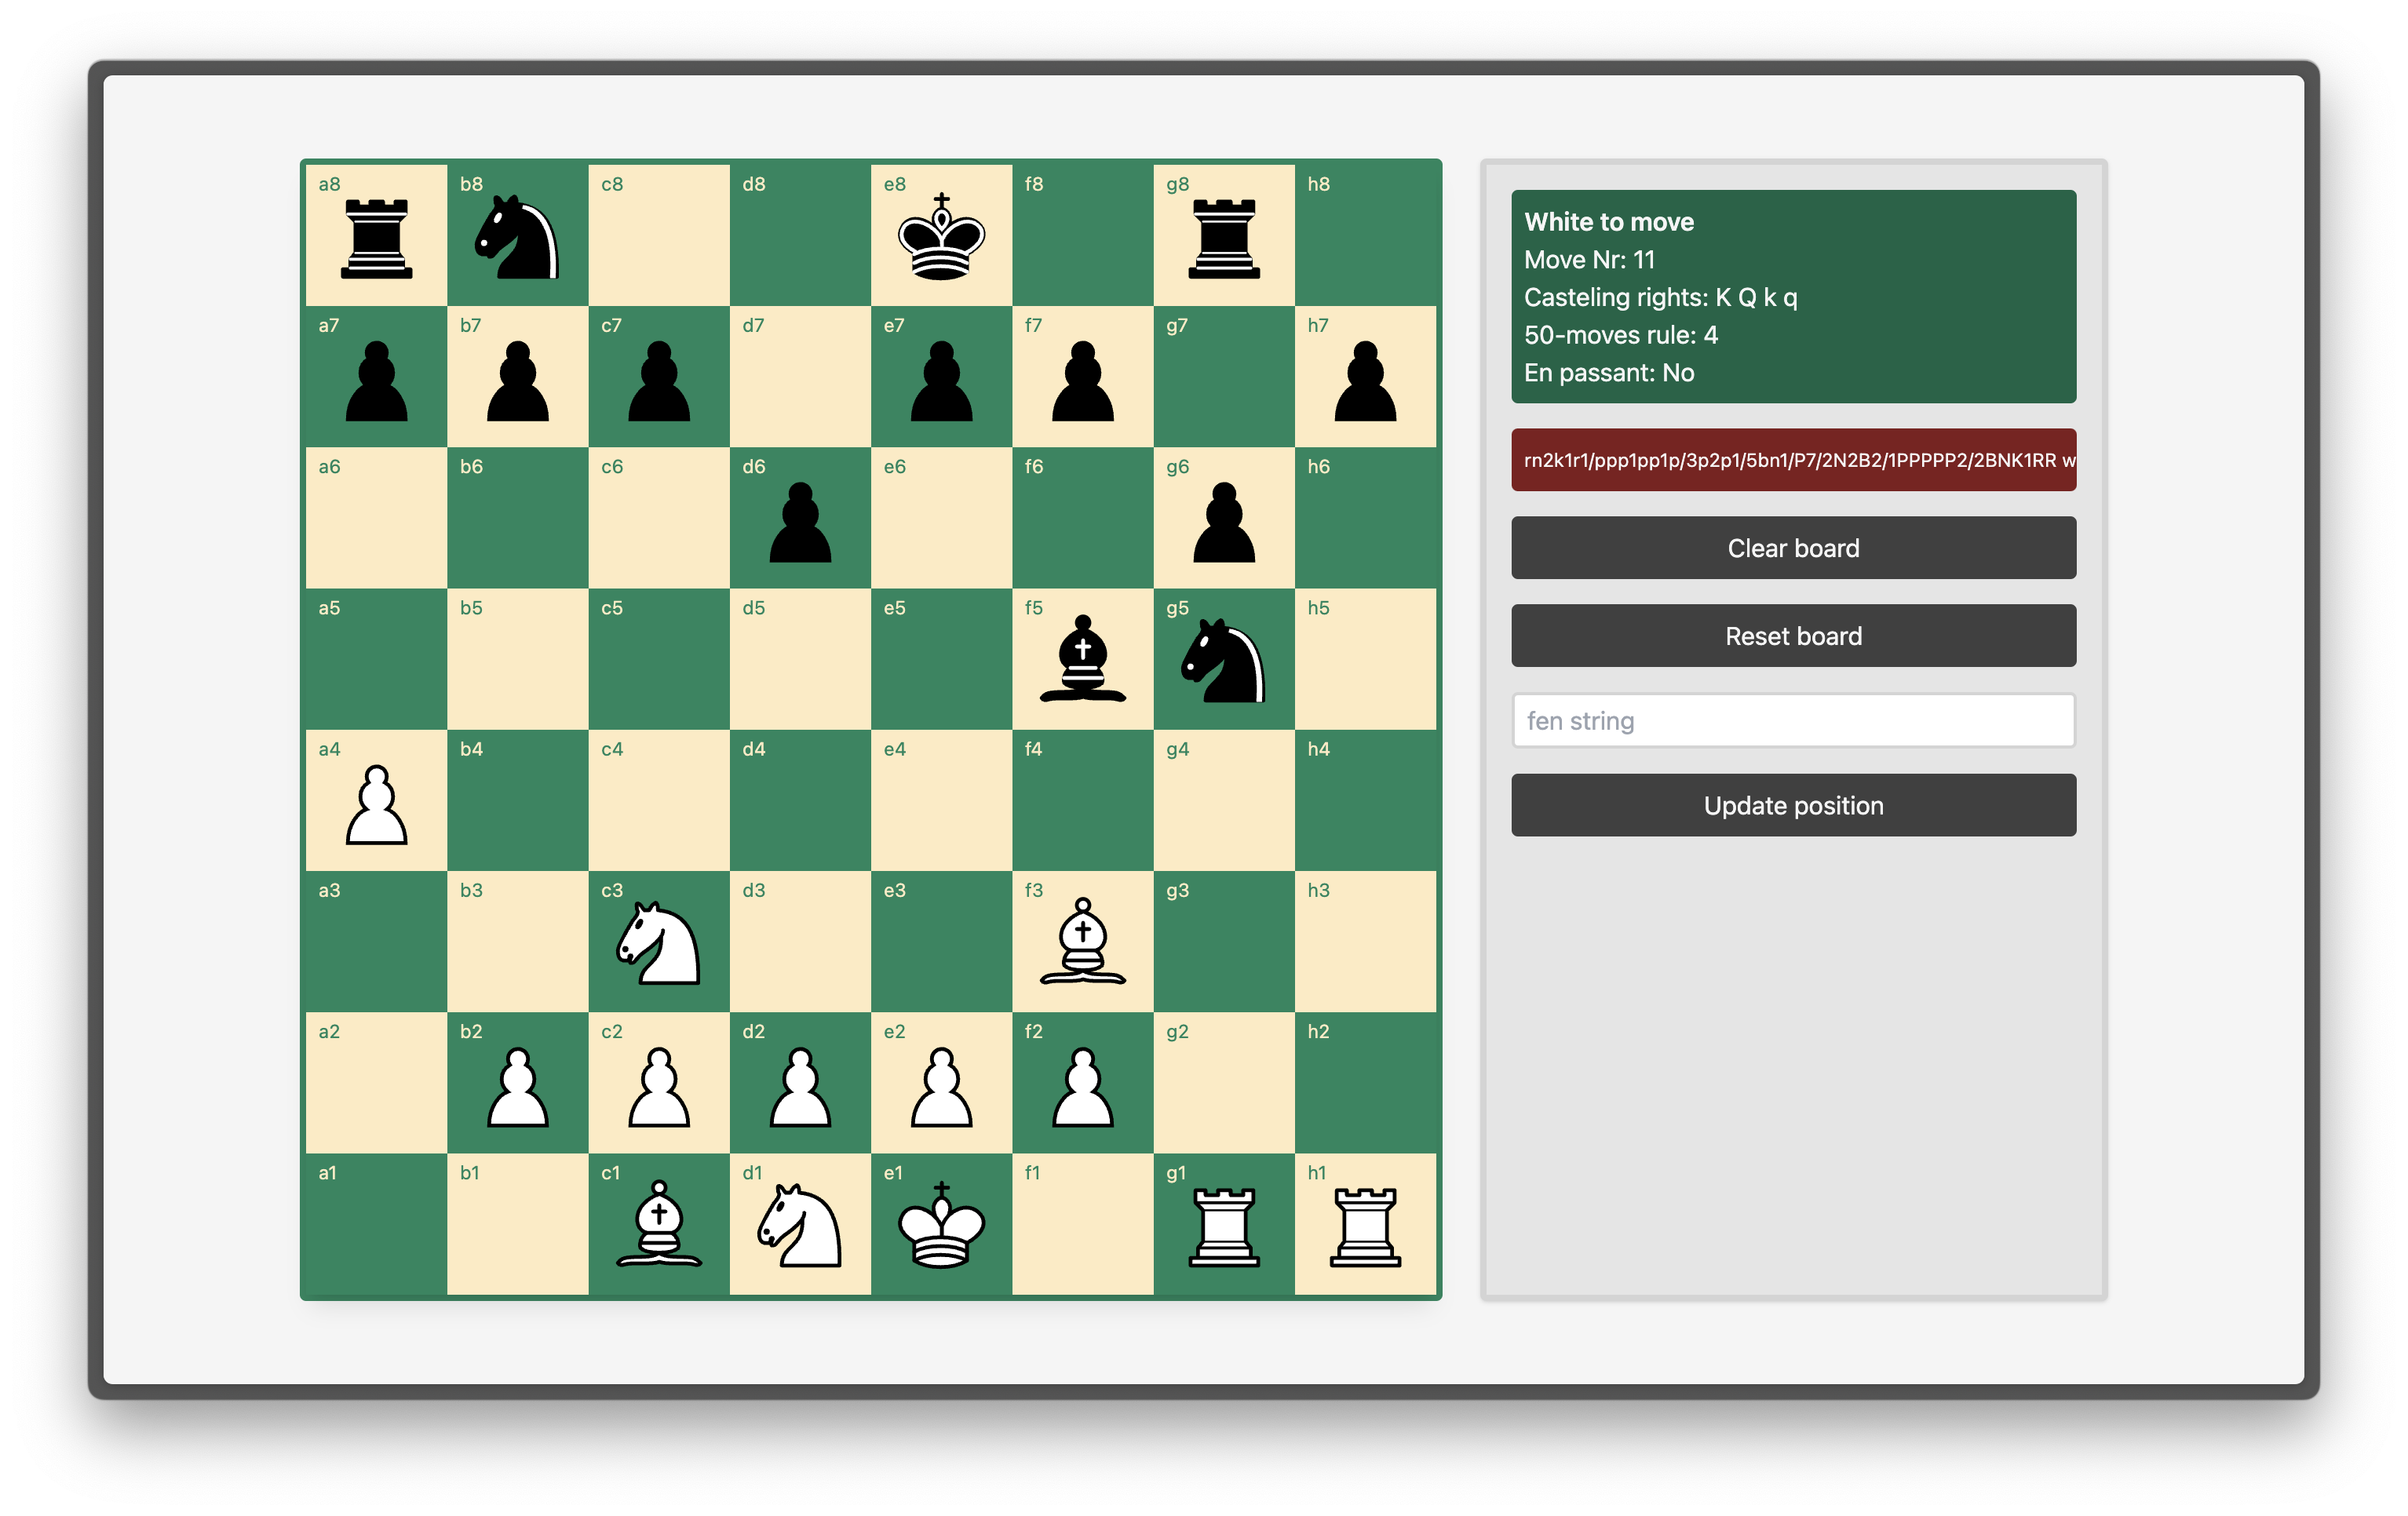 a8 b8 c8 d8 e8 f8 g8 h8
a7 b7 c7 d7 e7 f7 g7 h7
a6 b6 c6 d6 e6 f6 g6 h6
a5 b5 c5 d5 e5 f5 g5 h5
a4 b4 c4 d4 e4 f4 g4 h4
a3 b3 c3 d3 e3 f3 g3 h3
a2 b2 c2 d2 e2 f2 g2 h2
a1 b1 c1 d1 e1 f1 g1 h1
White to move
Move Nr: 11
Casteling rights: K Q k q
50-moves rule: 4
En passant: No
rn2k1r1/ppp1pp1p/3p2p1/5bn1/P7/2N2B2/1PPPPP2/2BNK1RR w
Clear board
Reset board
fen string
Update position